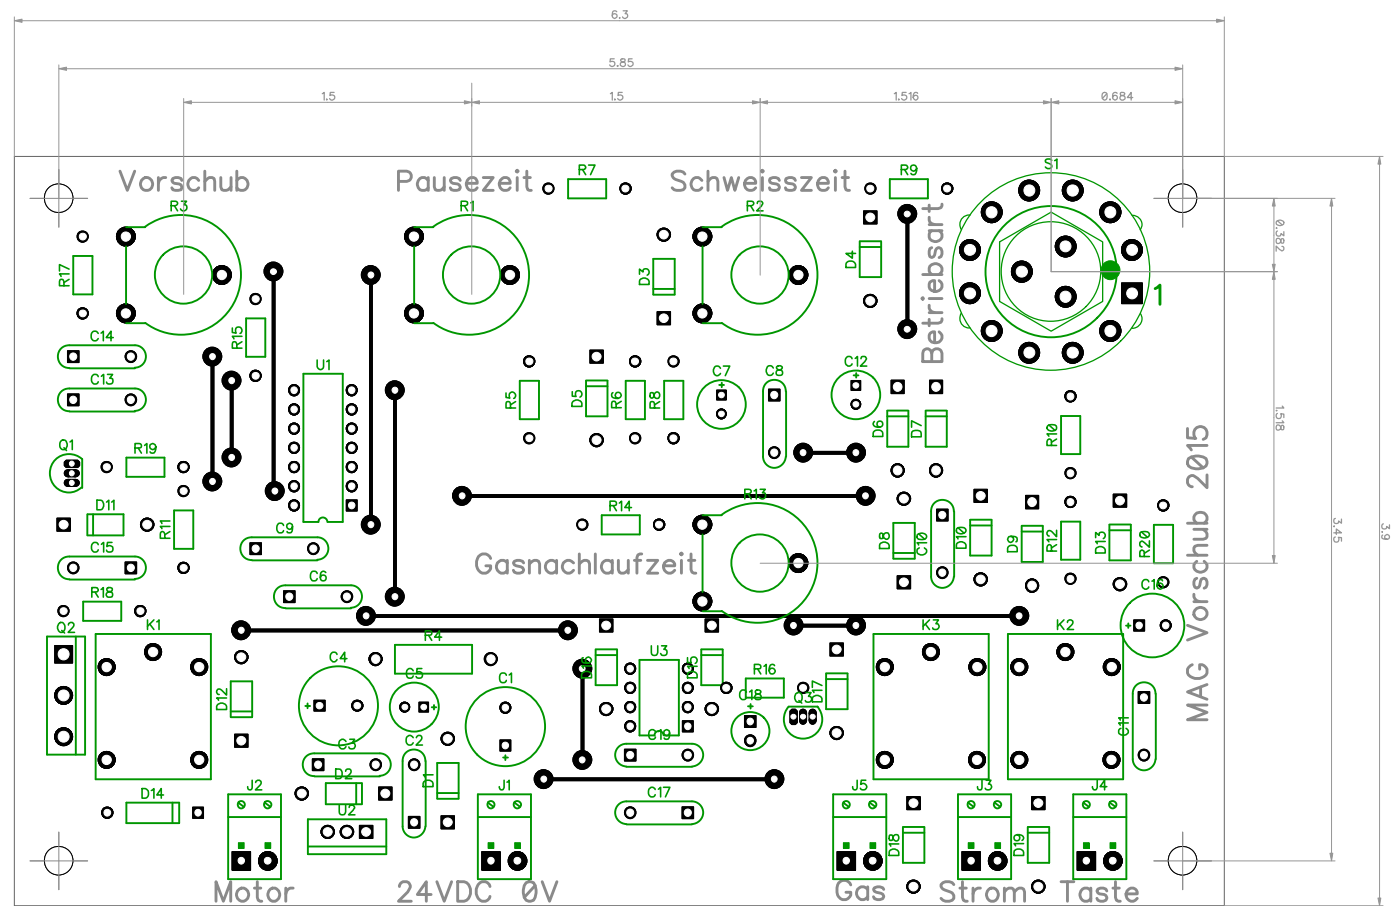 6.3
5.85
1.5 1.5 1.516 0.684
Vorschub Pausezeit R7 Schweisszeit R9 S1
R3 R1 R2
Betriebsart
0.382
R17 D3 D4
1
R15
C14 U1
C13 C7 C8 C12
R5 D5 R6 R8 D6 D7 R10
1.518
Q1 R19
MAG Vorschub 2015
D11 R11 R14 R13
C9 D8 C10 D10 D9 R12 D13 R20
3.45
3.9
C15 Gasnachlaufzeit
C6 C16
R18
Q2 K1 R4 K3 K2
C4 C5 C1 U3 D15 R16
D12 C18 Q3 D17 C11
C3 C2 C19
D2 D1
J2 J1 J5 J3 J4
D14 U2 C17
D18 D19
Motor 24VDC 0V Gas Strom Taste